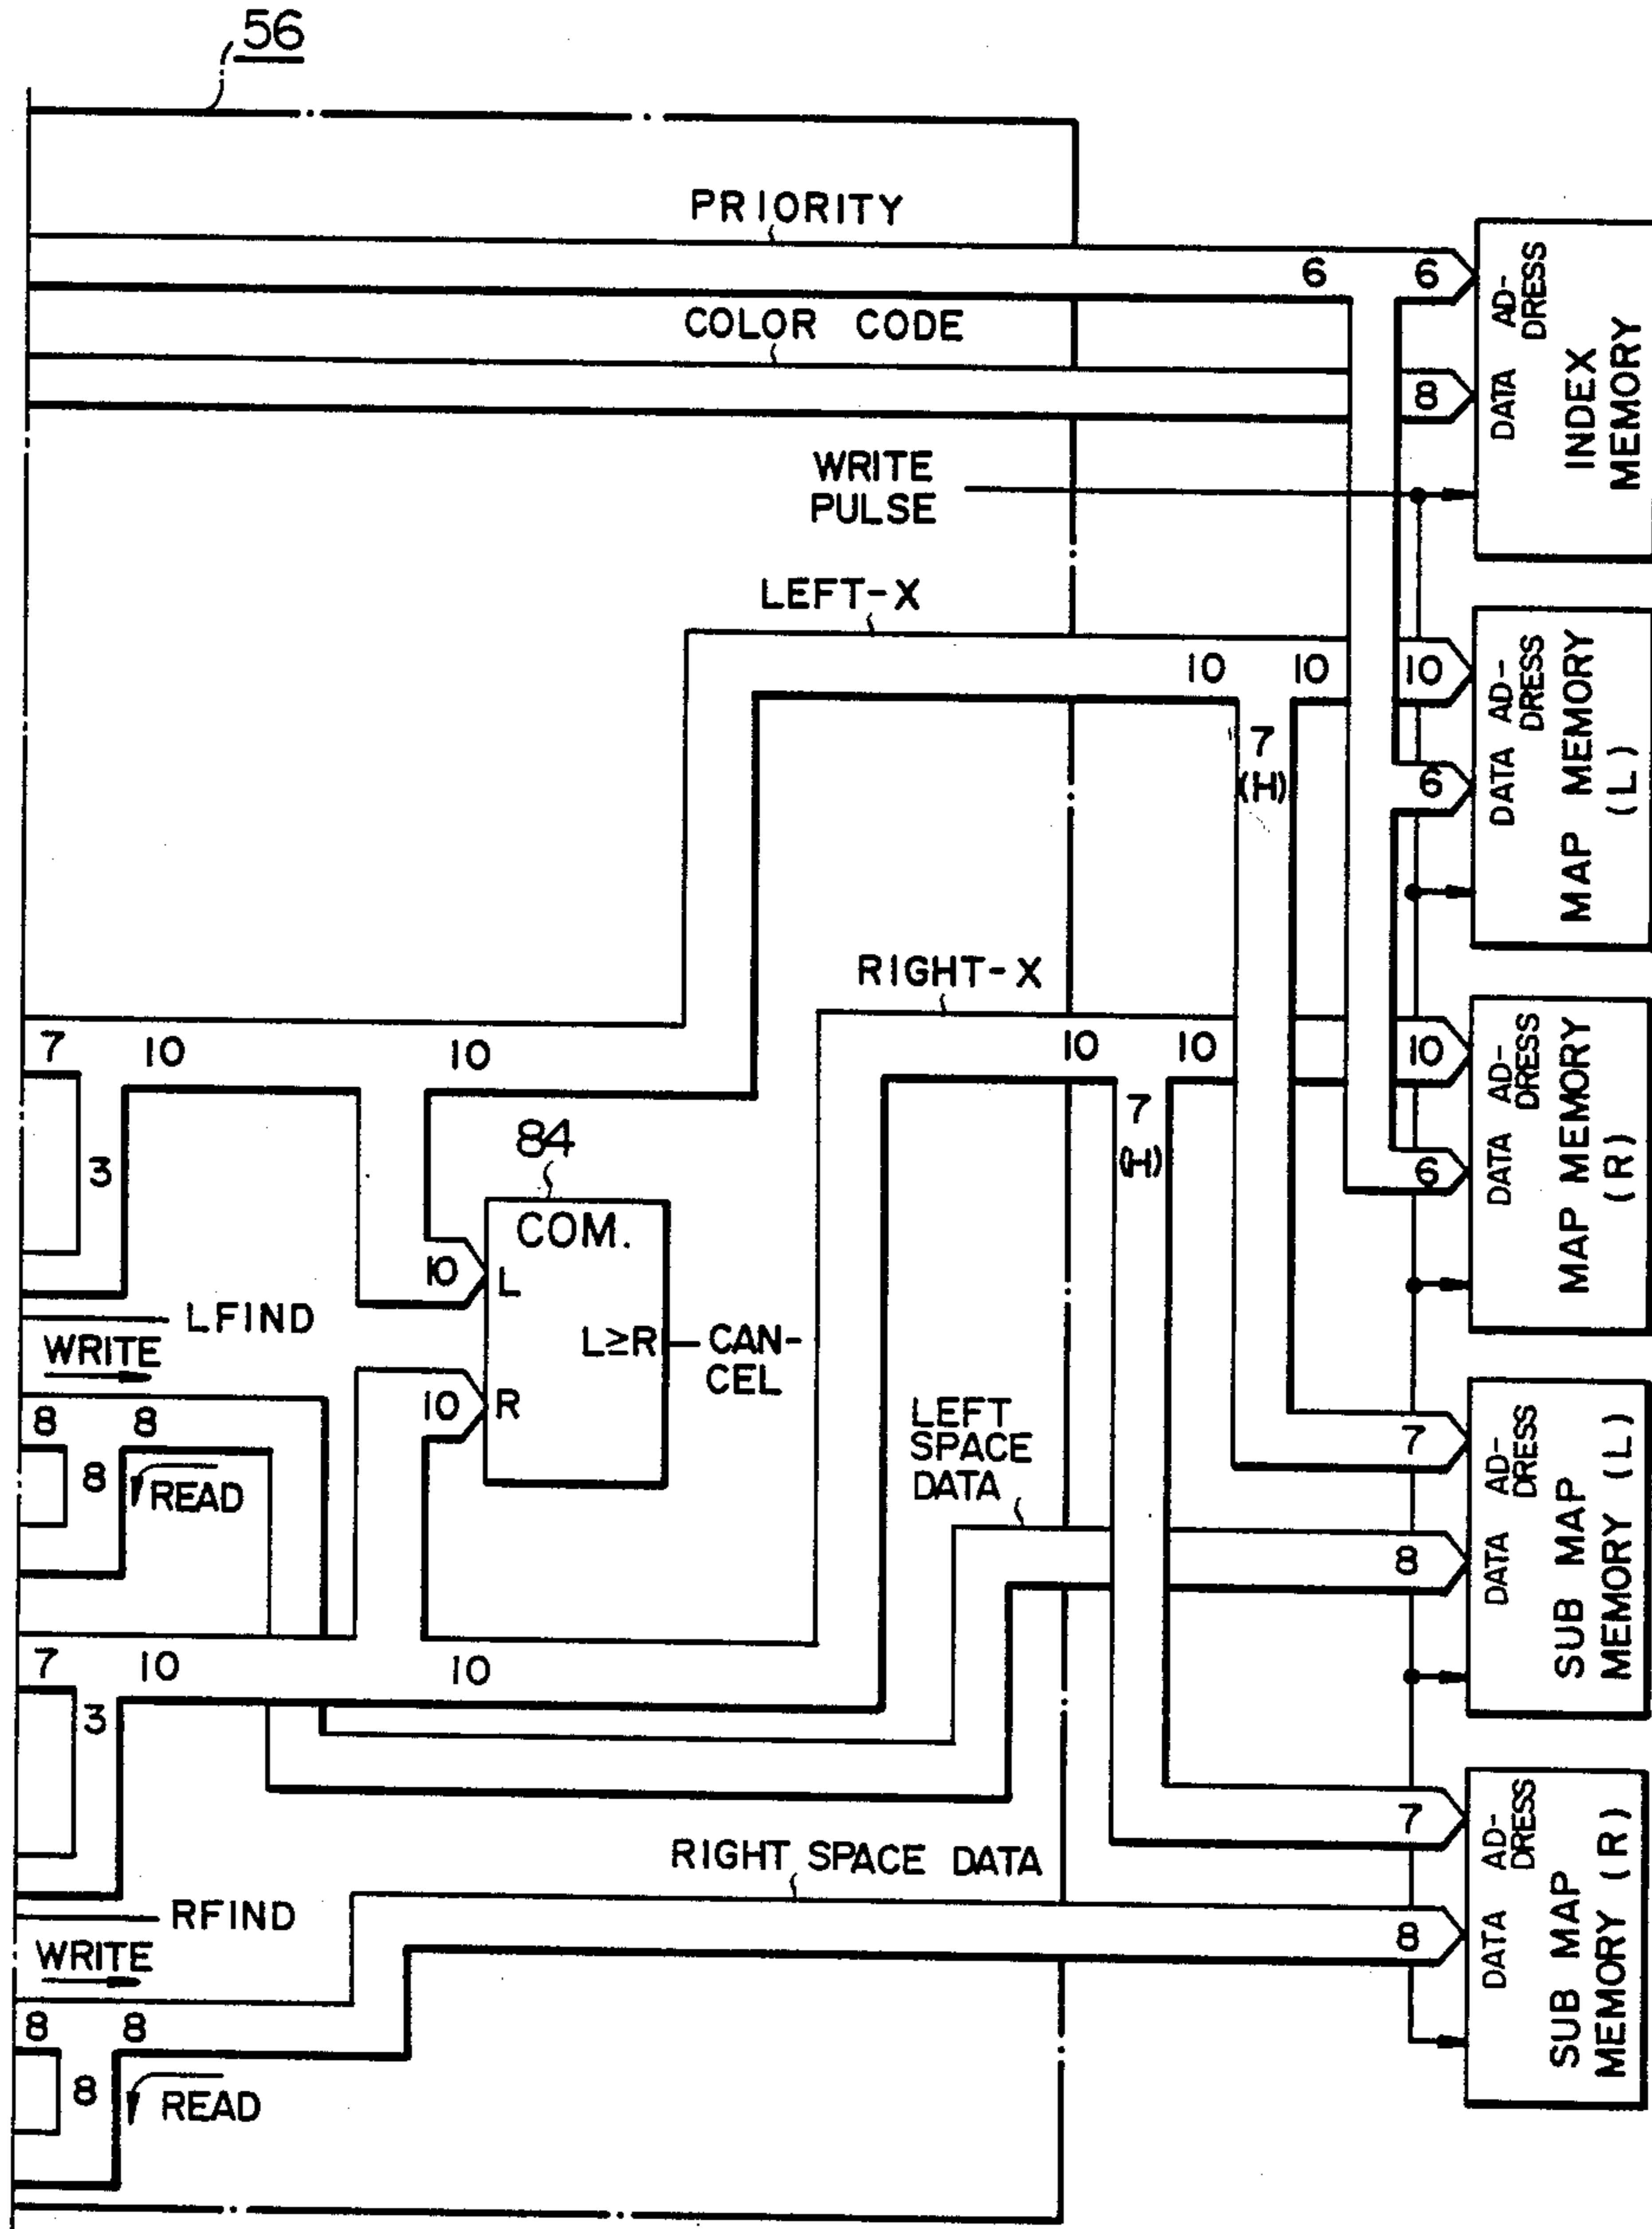 56
PRIORITY
6
6
COLOR CODE
8
WRITE
PULSE
AD-
DRESS
DATA
INDEX
MEMORY
LEFT-X
10
10
10
7
(H)
6
AD-
DRESS
DATA
MAP MEMORY
(L)
RIGHT-X
7
10
10
10
10
10
7
(H)
6
AD-
DRESS
DATA
MAP MEMORY
(R)
3
84
COM.
10
L
LFIND
WRITE
L≥R
CAN-
CEL
10
R
8
8
8
READ
LEFT
SPACE
DATA
7
8
AD-
DRESS
DATA
SUB MAP
MEMORY (L)
7
10
10
3
7
RIGHT SPACE DATA
RFIND
WRITE
8
AD-
DRESS
DATA
SUB MAP
MEMORY (R)
8
8
8
READ